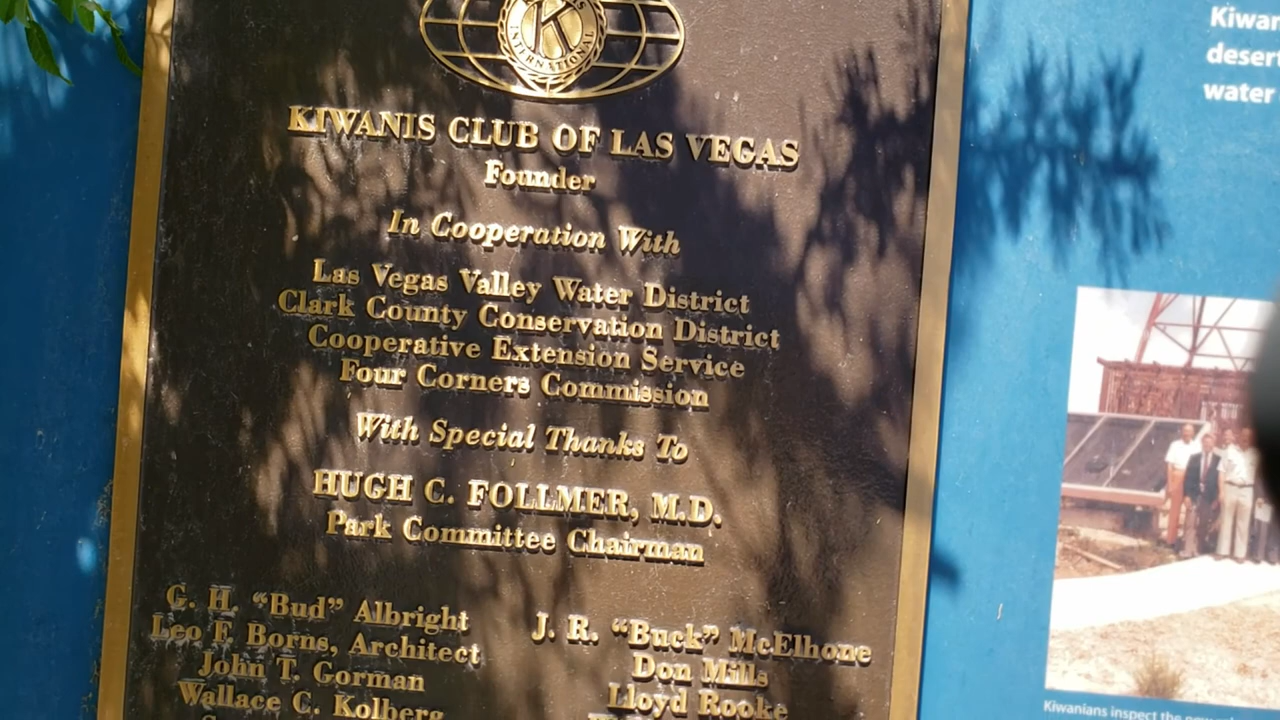 K
INTERNATIONAL
KIWANIS CLUB OF LAS VEGAS
Founder
In Cooperation With
Las Vegas Valley Water District
Clark County Conservation District
Cooperative Extension Service
Four Corners Commission
With Special Thanks To
HUGH C. FOLLMER, M.D.
Park Committee Chairman
G. H. “Bud” Albright
Leo F. Borns, Architect
John T. Gorman
Wallace C. Kolberg
J. R. “Buck” McElhone
Don Mills
Lloyd Rooke
Kiwan
desert
water
Kiwanians inspect the